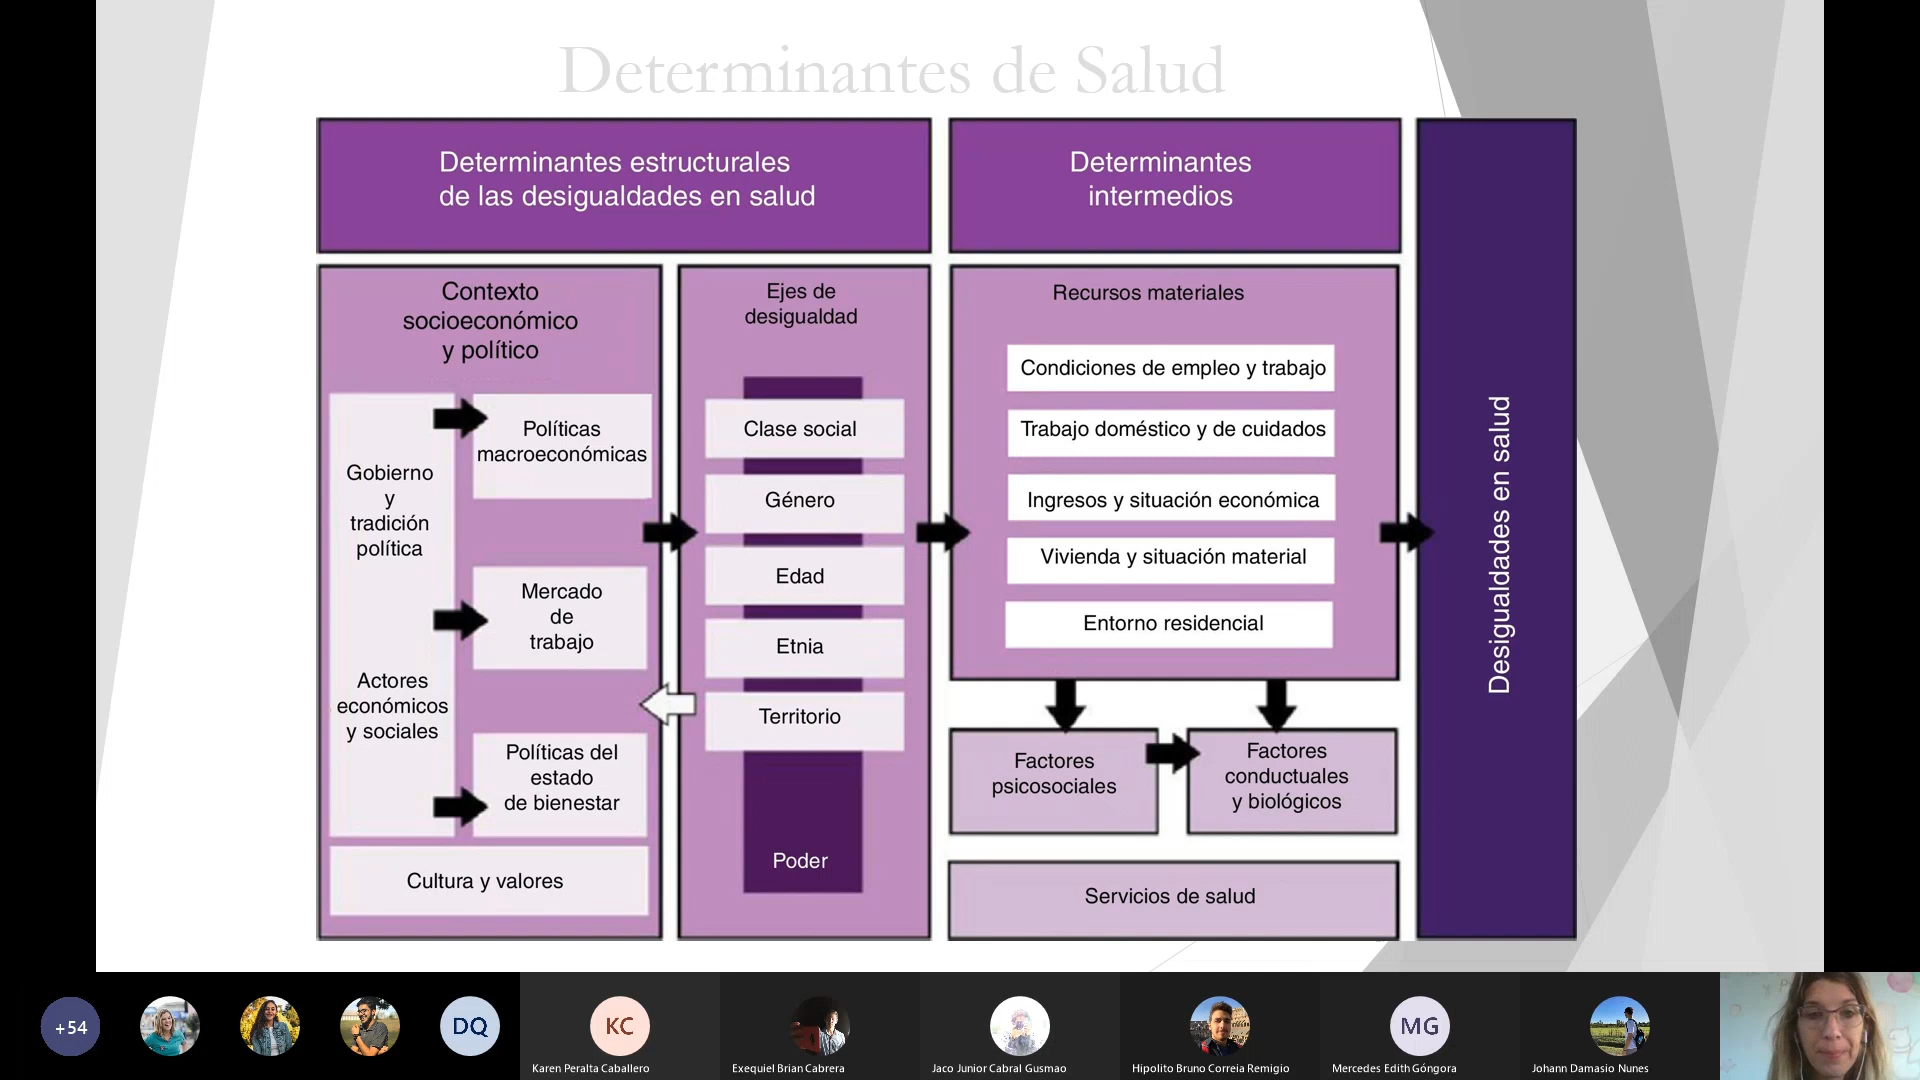 Determinantes de Salud
Determinantes estructurales
de las desigualdades en salud
Determinantes
intermedios
Contexto
socioeconómico
y político
Gobierno
y
tradición
política
Actores
económicos
y sociales
Políticas
macroeconómicas
Mercado
de
trabajo
Políticas del
estado
de bienestar
Cultura y valores
Ejes de
desigualdad
Clase social
Género
Edad
Etnia
Territorio
Poder
Recursos materiales
Condiciones de empleo y trabajo
Trabajo doméstico y de cuidados
Ingresos y situación económica
Vivienda y situación material
Entorno residencial
Factores
psicosociales
Factores
conductuales
y biológicos
Servicios de salud
Desigualdades en salud
+54
DQ
KC
MG
Karen Peralta Caballero
Exequiel Brian Cabrera
Jaco Junior Cabral Gusmao
Hipolito Bruno Correia Remigio
Mercedes Edith Góngora
Johann Damasio Nunes